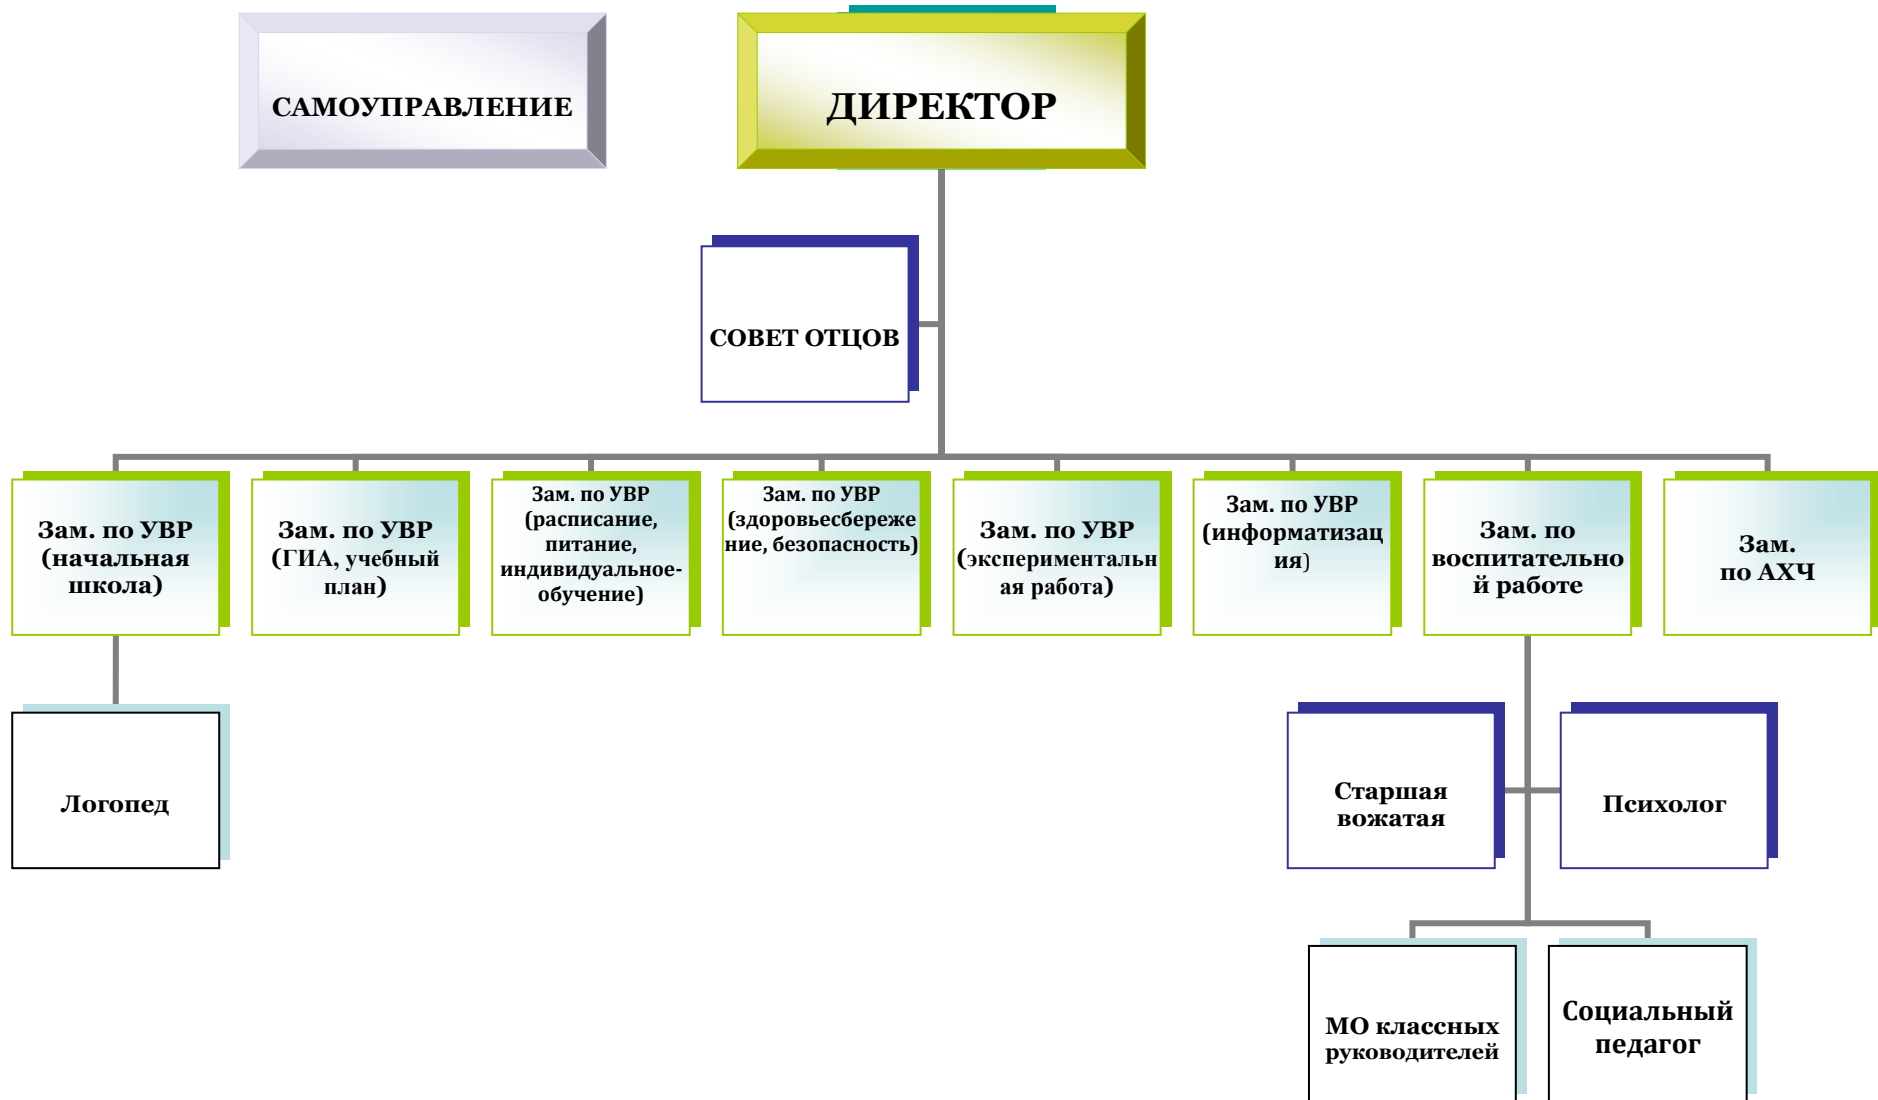 САМОУПРАВЛЕНИЕ
ДИРЕКТОР
СОВЕТ ОТЦОВ
Зам. по УВР
(начальная
школа)
Зам. по УВР
(ГИА, учебный
план)
Зам. по УВР
(расписание,
питание,
индивидуальное-
обучение)
Зам. по УВР
(здоровьесбереже
ние, безопасность)
Зам. по УВР
(экспериментальн
ая работа)
Зам. по УВР
(информатизац
ия)
Зам. по
воспитательно
й работе
Зам.
по АХЧ
Логопед
Старшая
вожатая
Психолог
МО классных
руководителей
Социальный
педагог